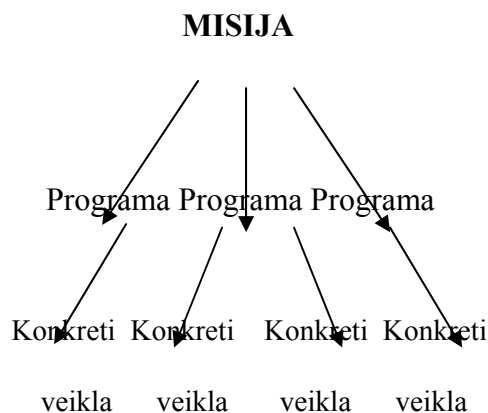 MISIJA
Programa Programa Programa
Konkreti Konkreti Konkreti Konkreti
veikla veikla veikla veikla